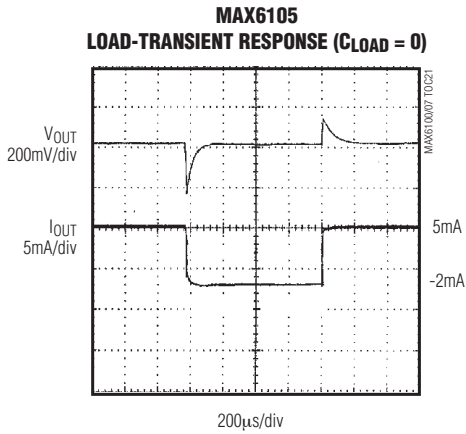 MAX6105
LOAD-TRANSIENT RESPONSE (CLOAD = 0)
MAX6100/07 TOC21
VOUT
200mV/div
IOUT
5mA/div
5mA
-2mA
200μs/div